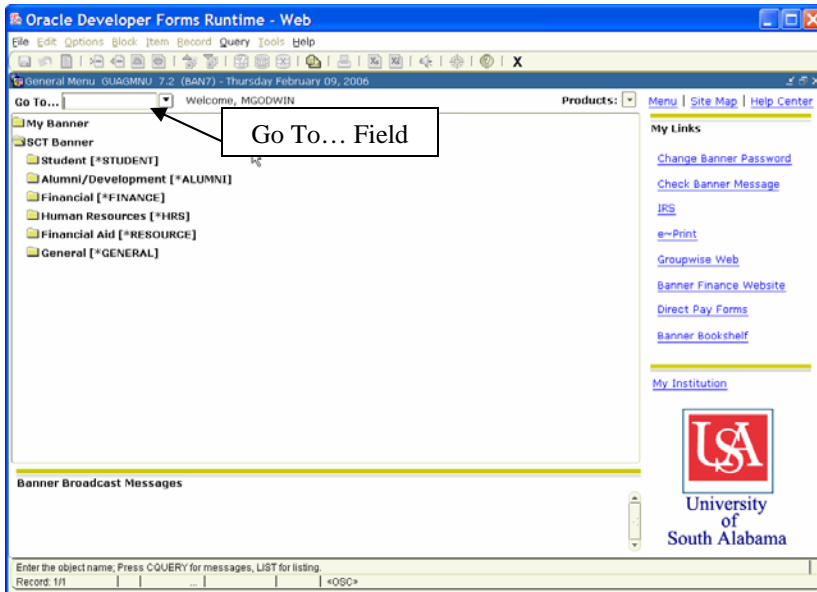 Oracle Developer Forms Runtime - Web
File Edit Options Block Item Record Query Tools Help
General Menu GUAGMNU 7.2 (BAN7) - Thursday February 09, 2006
Go To... Welcome, MGODWIN Products: Menu | Site Map | Help Center
Go To… Field
My Banner
SCT Banner
Student [*STUDENT]
Alumni/Development [*ALUMNI]
Financial [*FINANCE]
Human Resources [*HRS]
Financial Aid [*RESOURCE]
General [*GENERAL]
My Links
Change Banner Password
Check Banner Message
IRS
e~Print
Groupwise Web
Banner Finance Website
Direct Pay Forms
Banner Bookshelf
My Institution
USA
University
of
South Alabama
Banner Broadcast Messages
Enter the object name; Press CQUERY for messages, LIST for listing.
Record: 1/1 ... <OSC>